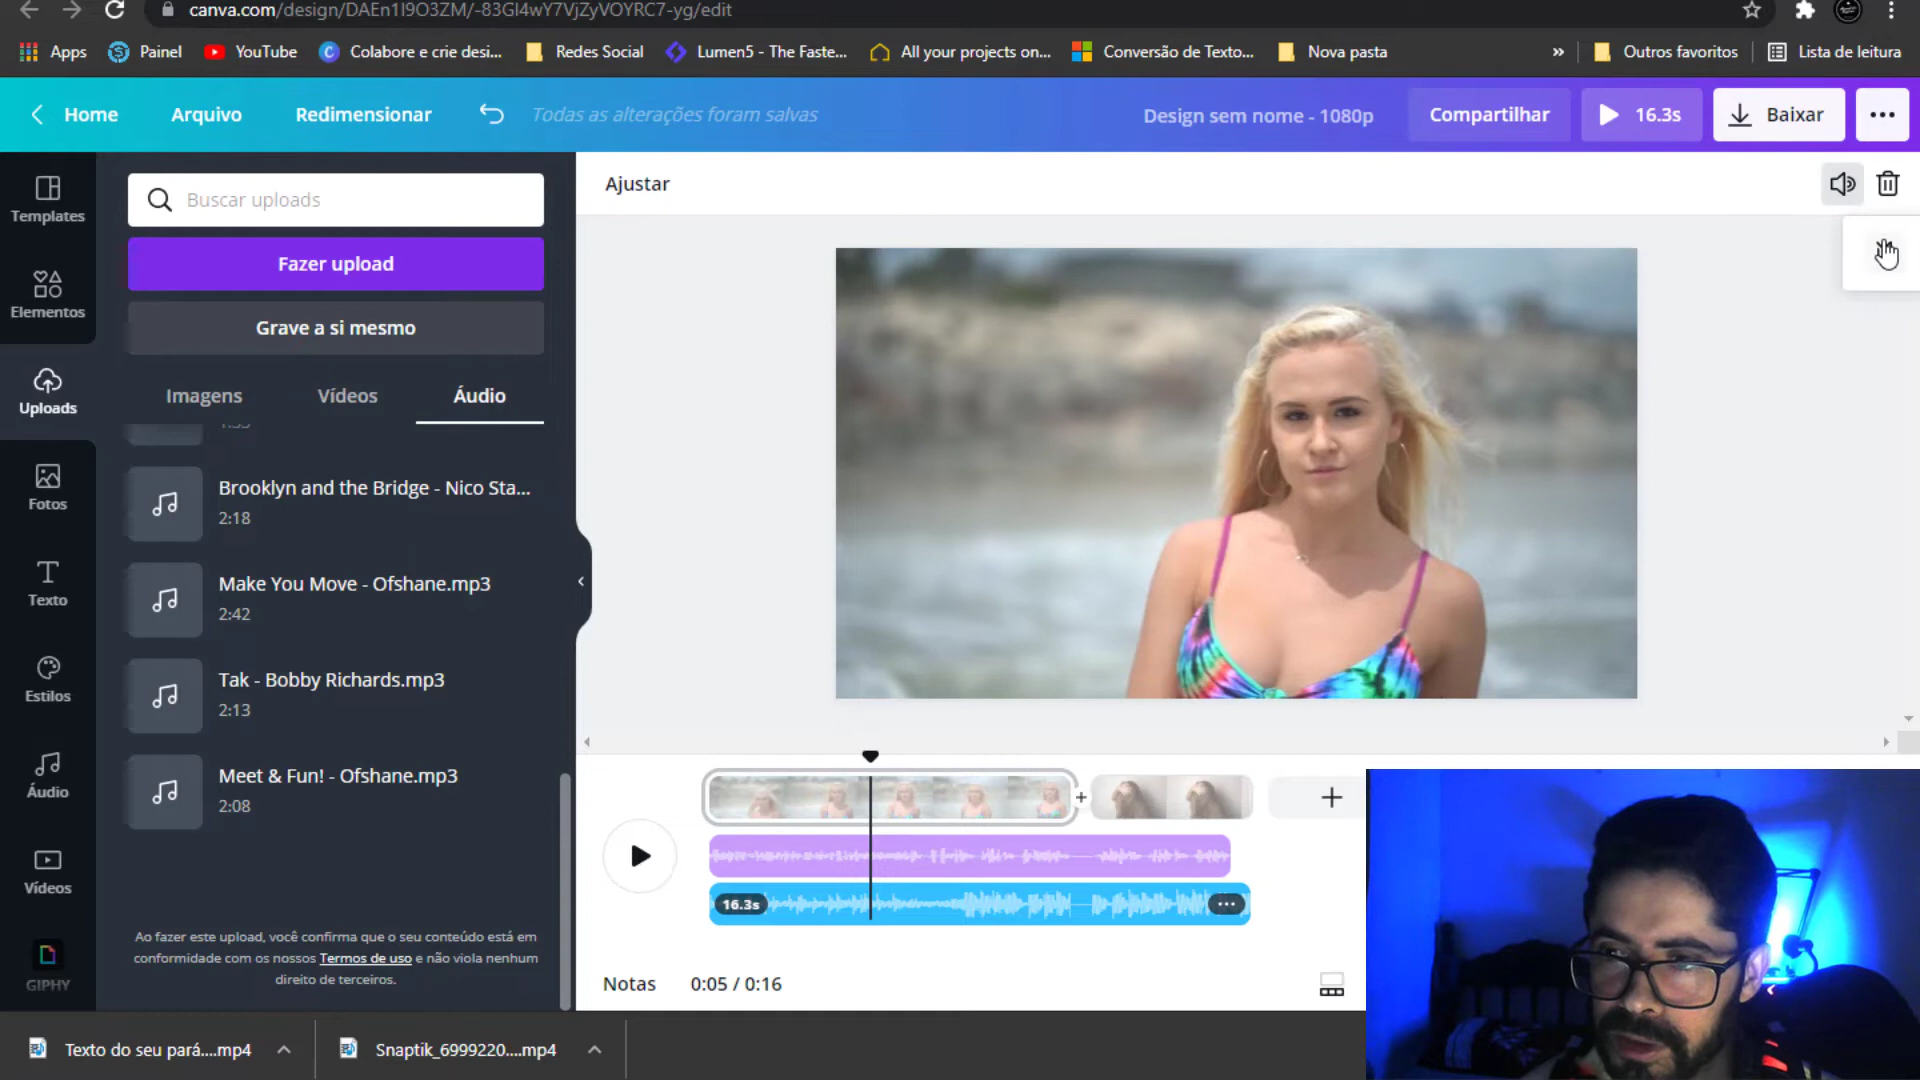 canva.com/design/DAEn1I9O3ZM/-83GI4wY7VjZyVOYRC7-yg/edit
Apps
Painel
YouTube
Colabore e crie desi...
Redes Social
Lumen5 - The Faste...
All your projects on...
Conversão de Texto...
Nova pasta
»
Outros favoritos
Lista de leitura
Home
Arquivo
Redimensionar
Todas as alterações foram salvas
Design sem nome - 1080p
Compartilhar
16.3s
Baixar
Templates
Elementos
Uploads
Fotos
Texto
Estilos
Áudio
Vídeos
GIPHY
Buscar uploads
Fazer upload
Grave a si mesmo
Imagens
Vídeos
Áudio
Brooklyn and the Bridge - Nico Sta...
2:18
Make You Move - Ofshane.mp3
2:42
Tak - Bobby Richards.mp3
2:13
Meet & Fun! - Ofshane.mp3
2:08
Ao fazer este upload, você confirma que o seu conteúdo está em
conformidade com os nossos Termos de uso e não viola nenhum
direito de terceiros.
Ajustar
16.3s
Notas
0:05 / 0:16
Texto do seu pará....mp4
Snaptik_6999220....mp4